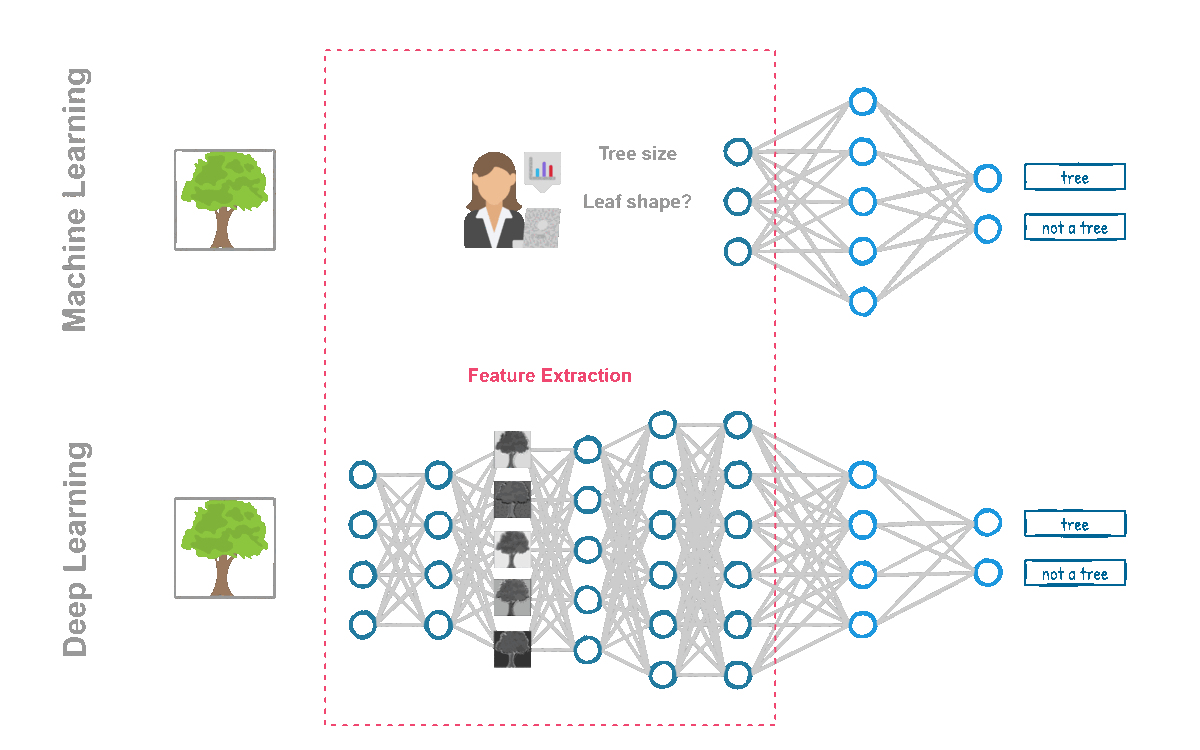 Machine Learning
Tree size
Leaf shape?
tree
not a tree
Feature Extraction
Deep Learning
tree
not a tree